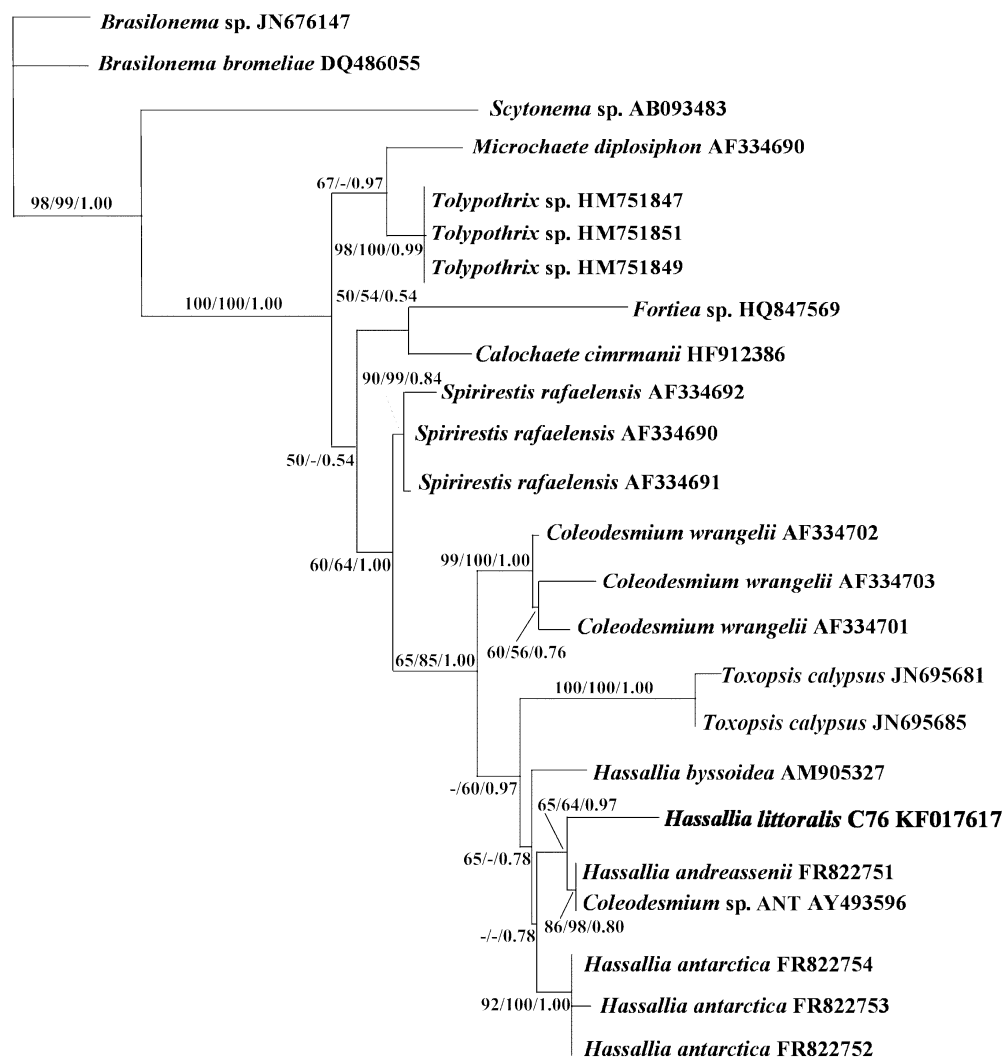 Brasilonema sp. JN676147
Brasilonema bromeliae DQ486055
Scytonema sp. AB093483
Microchaete diplosiphon AF334690
67/-/0.97
Tolypothrix sp. HM751847
98/99/1.00
Tolypothrix sp. HM751851
98/100/0.99
Tolypothrix sp. HM751849
100/100/1.00
50/54/0.54
Fortiea sp. HQ847569
Calochaete cimrmanii HF912386
90/99/0.84
Spirirestis rafaelensis AF334692
Spirirestis rafaelensis AF334690
50/-/0.54
Spirirestis rafaelensis AF334691
Coleodesmium wrangelii AF334702
99/100/1.00
60/64/1.00
Coleodesmium wrangelii AF334703
Coleodesmium wrangelii AF334701
60/56/0.76
65/85/1.00
Toxopsis calypsus JN695681
100/100/1.00
Toxopsis calypsus JN695685
Hassallia byssoidea AM905327
-/60/0.97
65/64/0.97
Hassallia littoralis C76 KF017617
65/-/0.78
Hassallia andreassenii FR822751
Coleodesmium sp. ANT AY493596
86/98/0.80
-/-/0.78
Hassallia antarctica FR822754
92/100/1.00
Hassallia antarctica FR822753
Hassallia antarctica FR822752